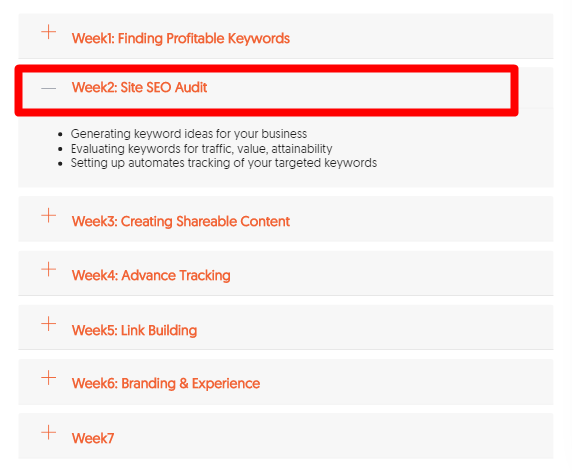 Week1: Finding Profitable Keywords
Week2: Site SEO Audit
Generating keyword ideas for your business
Evaluating keywords for traffic, value, attainability
Setting up automates tracking of your targeted keywords
Week3: Creating Shareable Content
Week4: Advance Tracking
Week5: Link Building
Week6: Branding & Experience
Week7